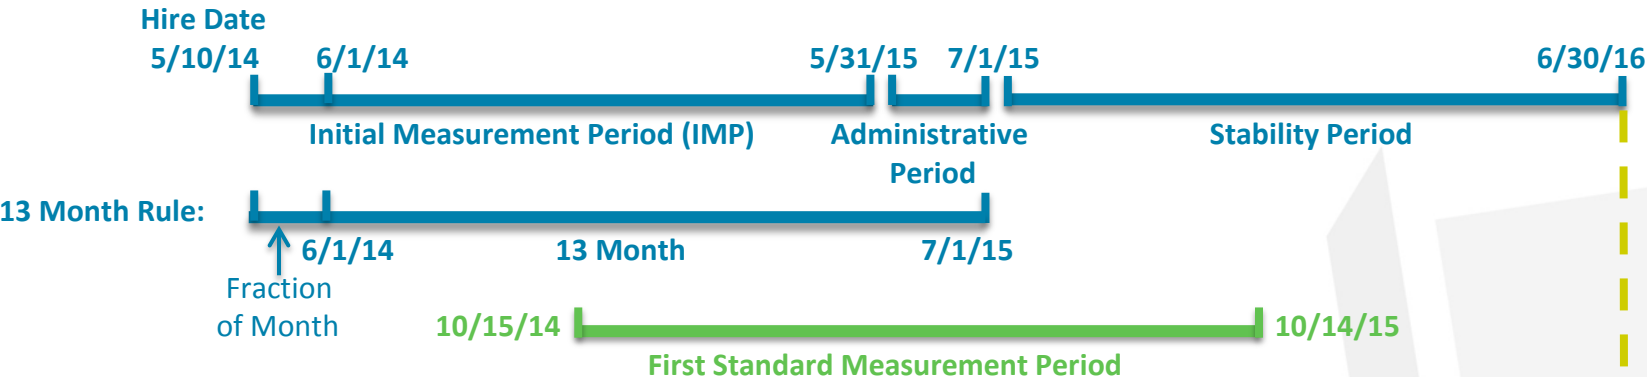 Hire Date
5/10/14 6/1/14 5/31/15 7/1/15 6/30/16
Initial Measurement Period (IMP) Administrative Period Stability Period
13 Month Rule:
6/1/14 13 Month 7/1/15
Fraction
of Month
10/15/14 10/14/15
First Standard Measurement Period